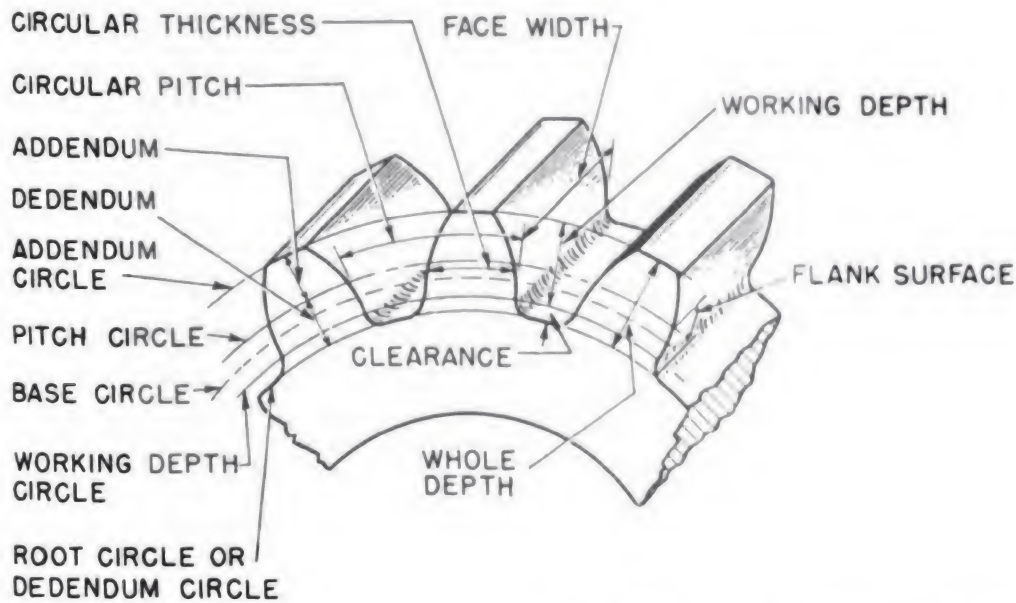 CIRCULAR THICKNESS
FACE WIDTH
CIRCULAR PITCH
WORKING DEPTH
ADDENDUM
DEDENDUM
ADDENDUM
CIRCLE
FLANK SURFACE
PITCH CIRCLE
CLEARANCE
BASE CIRCLE
WORKING DEPTH
CIRCLE
WHOLE
DEPTH
ROOT CIRCLE OR
DEDENDUM CIRCLE